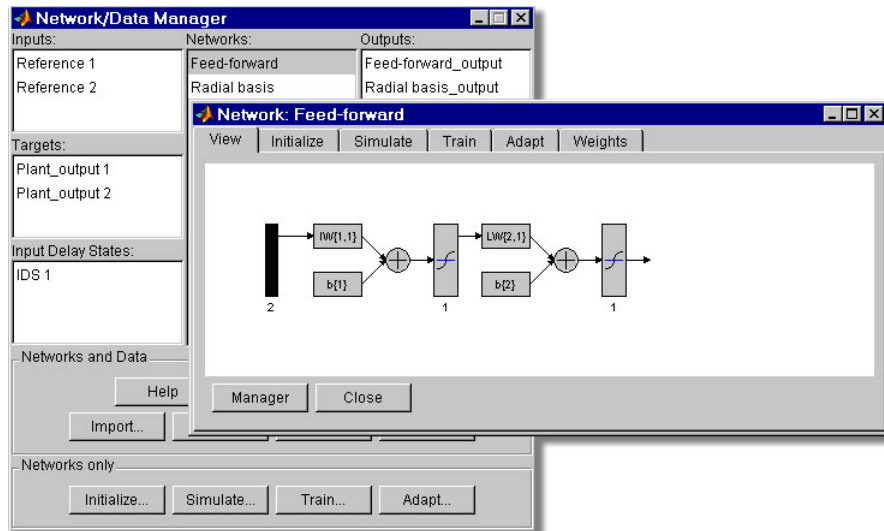 Network/Data Manager
Inputs: Networks: Outputs:
Reference 1 Feed-forward Feed-forward_output
Reference 2 Radial basis Radial basis_output
Network: Feed-forward
View Initialize Simulate Train Adapt Weights
Targets:
Plant_output 1
Plant_output 2
IW{1,1} LW{2,1}
Input Delay States:
IDS 1
b{1} b{2}
2 1 1
Networks and Data
Help
Manager Close
Import...
Networks only
Initialize... Simulate... Train... Adapt...